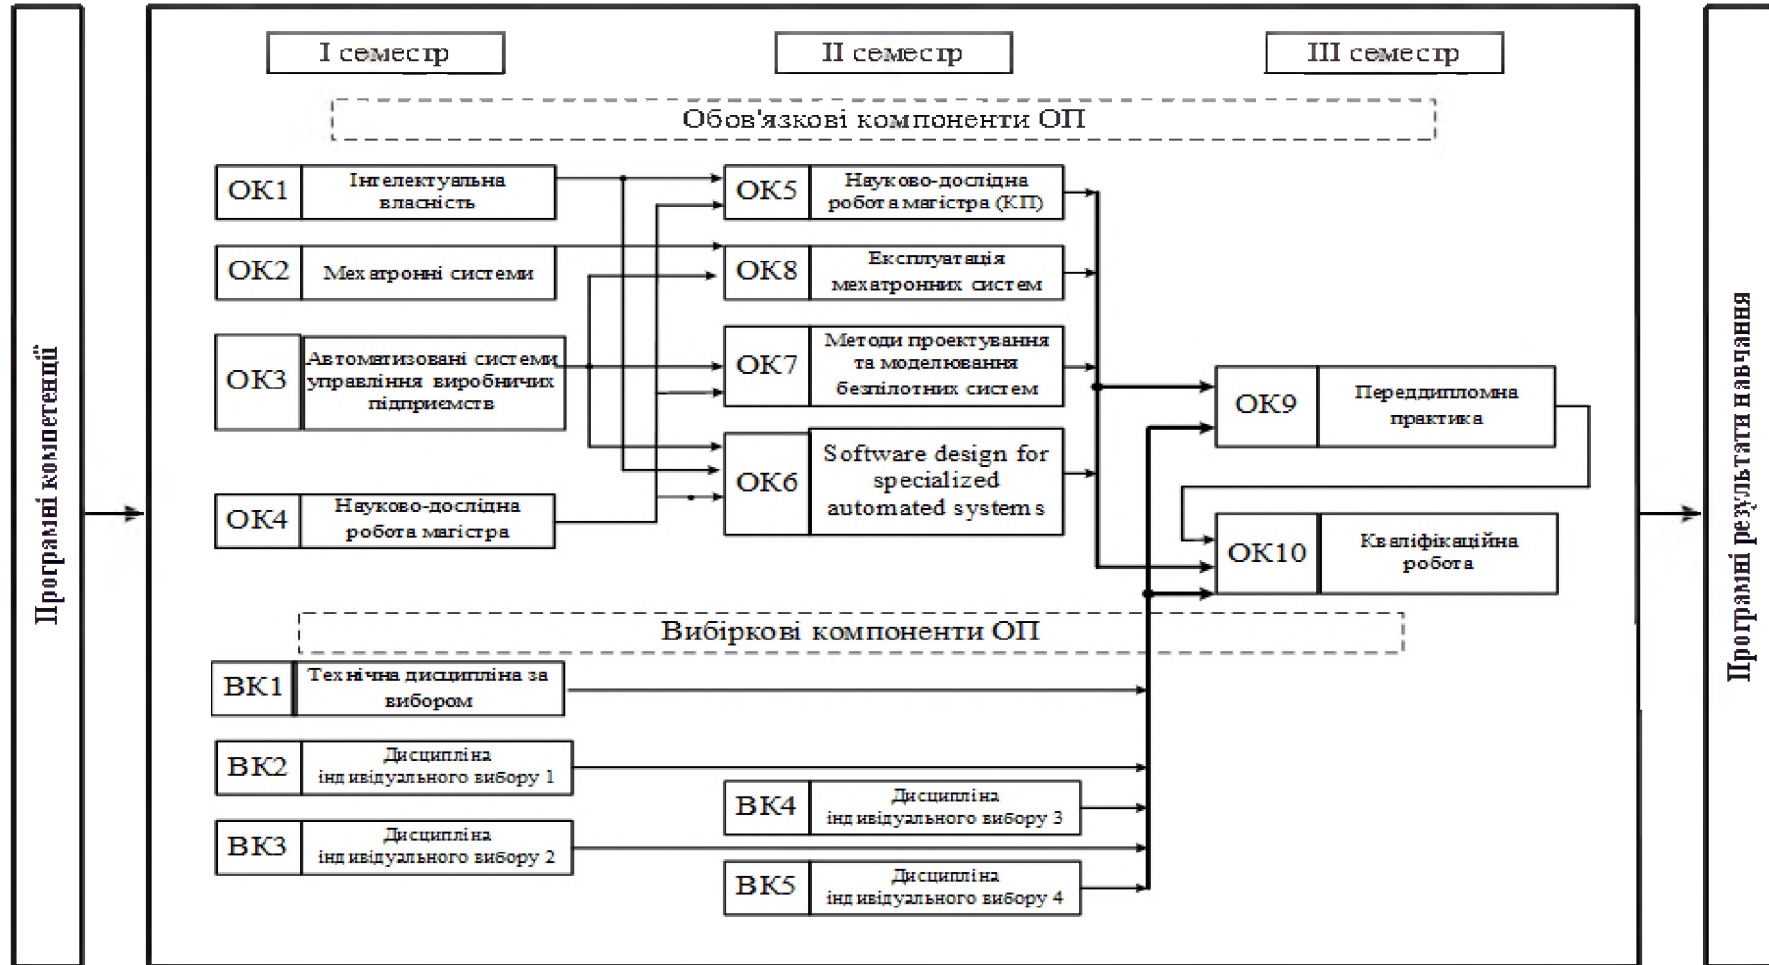 Програмні компетенції
I семестр
II семестр
III семестр
Обов'язкові компоненти ОП
ОК1
Інтелектуальна
власність
ОК5
Науково-дослідна
робота магістра (КП)
ОК2
Мехатронні системи
ОК8
Експлуатація
мехатронних систем
ОК3
Автоматизовані системи
управління виробничих
підприємств
ОК7
Методи проектування
та моделювання
безпілотних систем
ОК9
Переддипломна
практика
ОК4
Науково-дослідна
робота магістра
ОК6
Software design for
specialized
automated systems
ОК10
Кваліфікаційна
робота
Вибіркові компоненти ОП
ВК1
Технічна дисципліна за
вибором
ВК2
Дисципліна
індивідуального вибору 1
ВК4
Дисципліна
індивідуального вибору 3
ВК3
Дисципліна
індивідуального вибору 2
ВК5
Дисципліна
індивідуального вибору 4
Програмні результати навчання